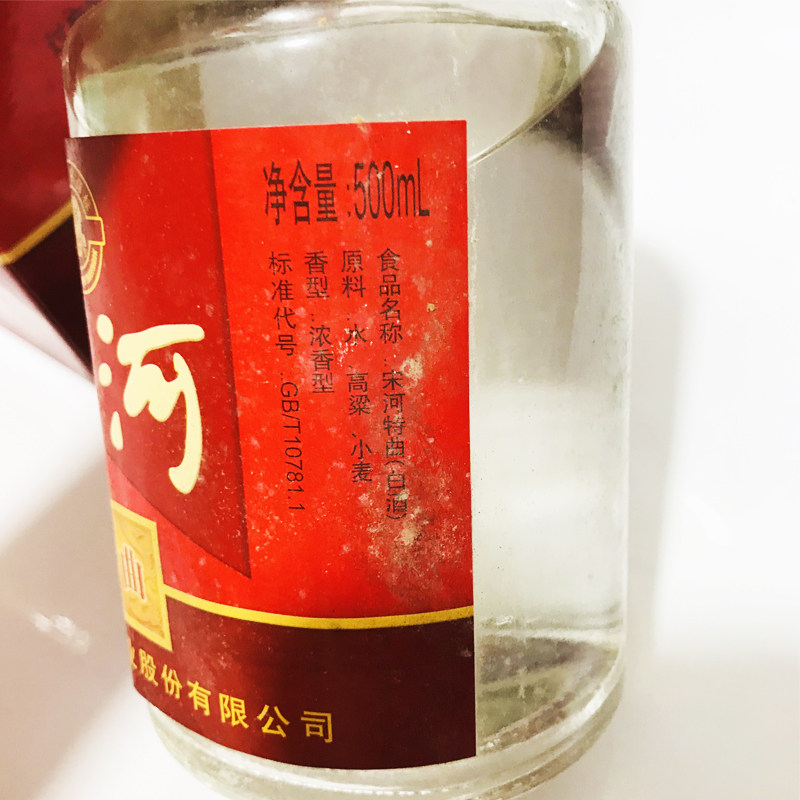 净含量:500mL
食品名称:宋河特曲(白酒)
原料:水 高粱 小麦
香型:浓香型
标准代号:GB/T10781.1
河
曲
业股份有限公司